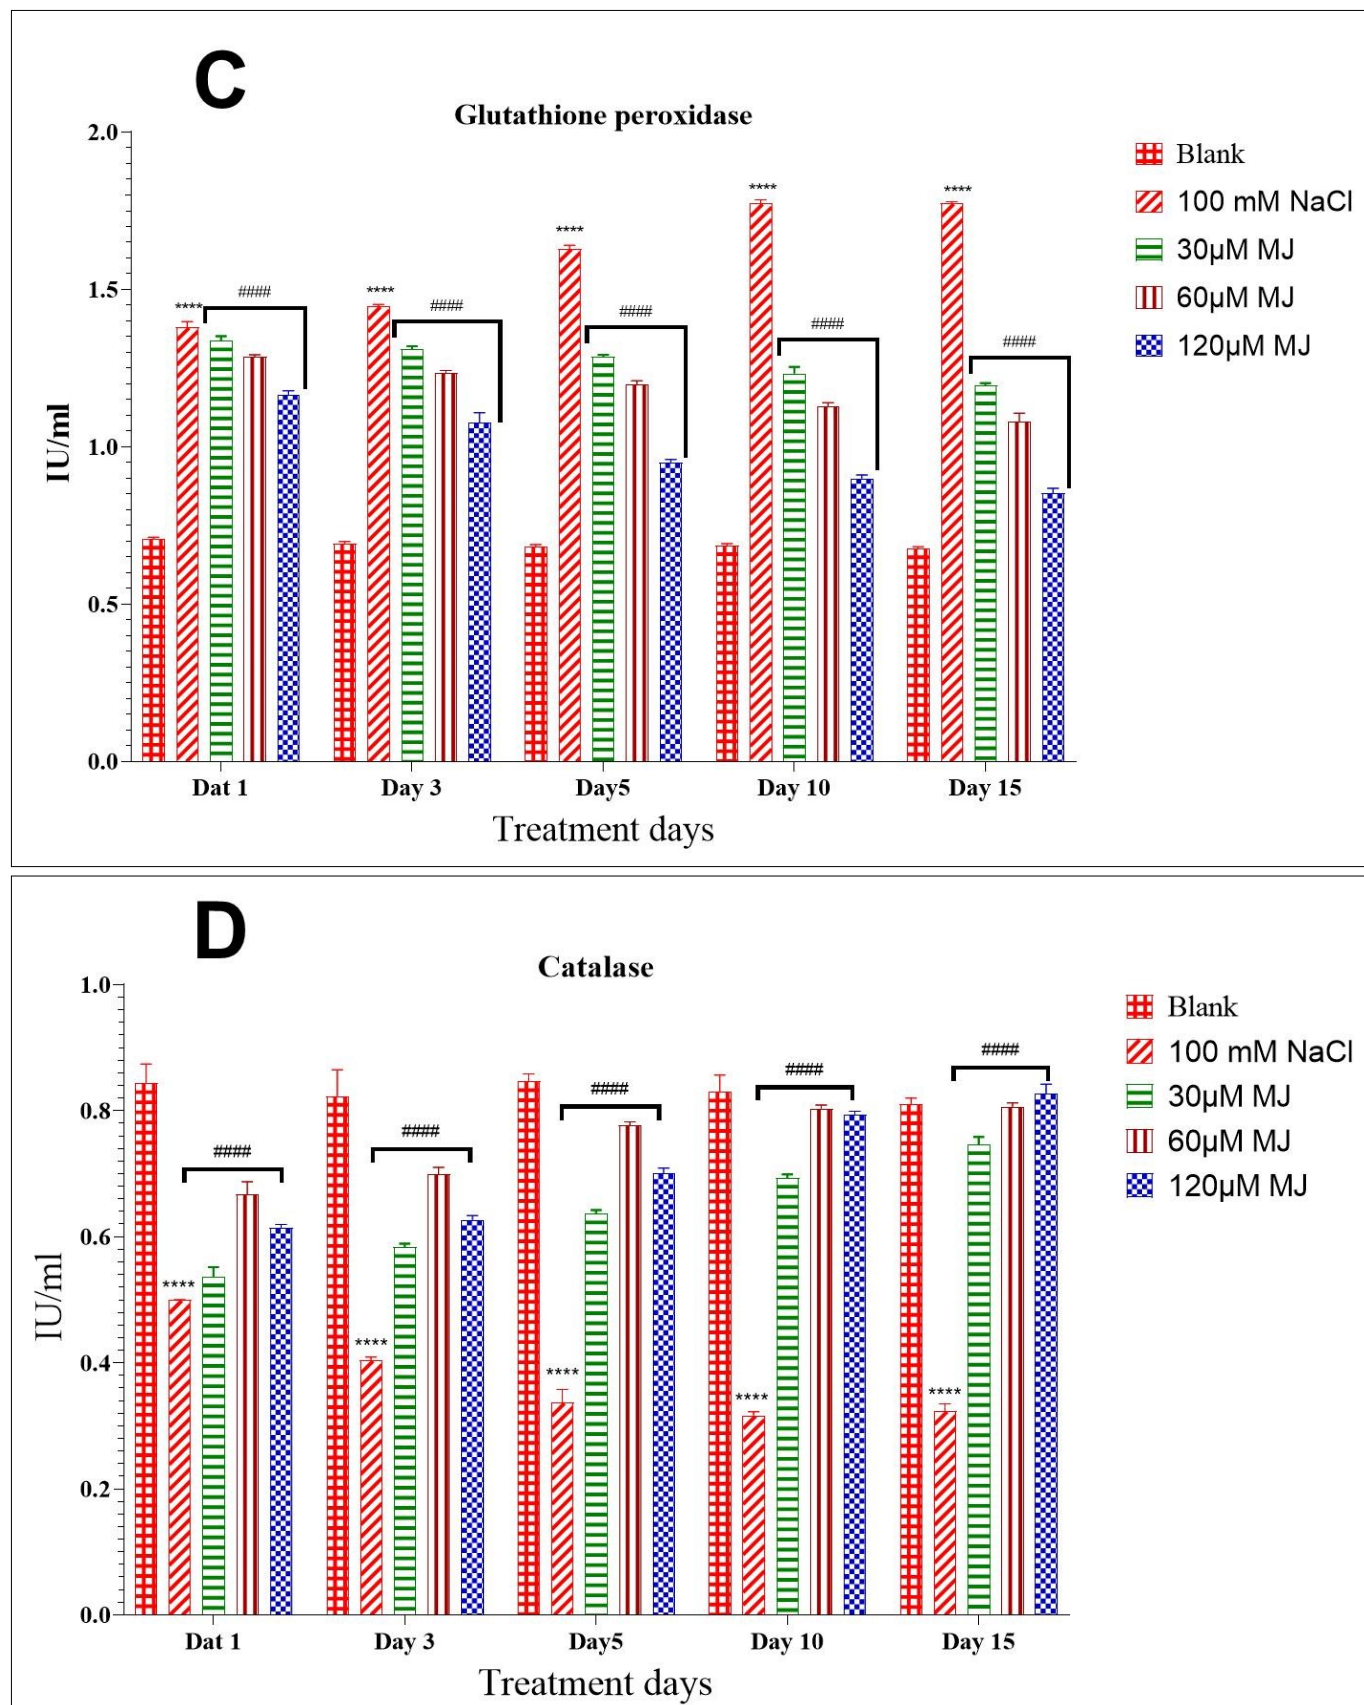 C
Glutathione peroxidase
2.0
1.5
1.0
0.5
0.0
IU/ml
**** ####
**** ####
**** ####
**** ####
**** ####
Dat 1 Day 3 Day5 Day 10 Day 15
Treatment days
Blank
100 mM NaCl
30µM MJ
60µM MJ
120µM MJ
D
Catalase
1.0
0.8
0.6
0.4
0.2
0.0
IU/ml
**** ####
**** ####
**** ####
**** ####
**** ####
Dat 1 Day 3 Day5 Day 10 Day 15
Treatment days
Blank
100 mM NaCl
30µM MJ
60µM MJ
120µM MJ